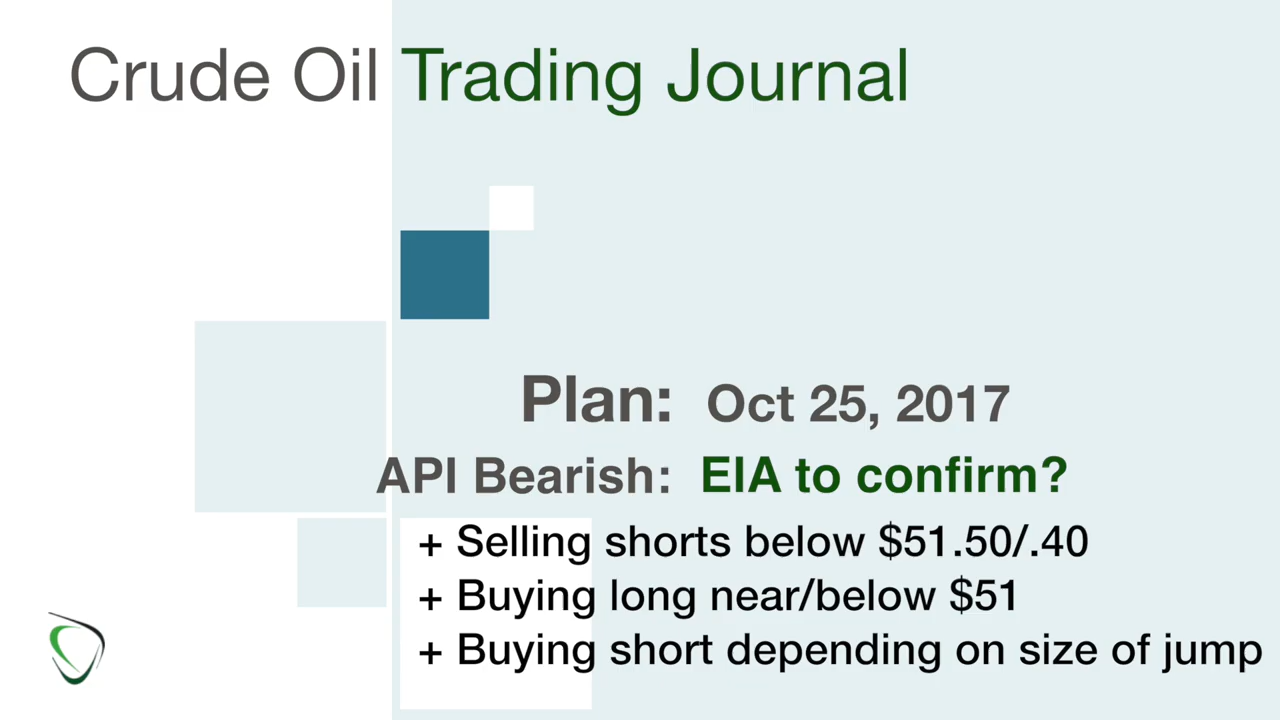 Crude Oil Trading Journal
Plan: Oct 25, 2017
API Bearish: EIA to confirm?
+ Selling shorts below $51.50/.40
+ Buying long near/below $51
+ Buying short depending on size of jump